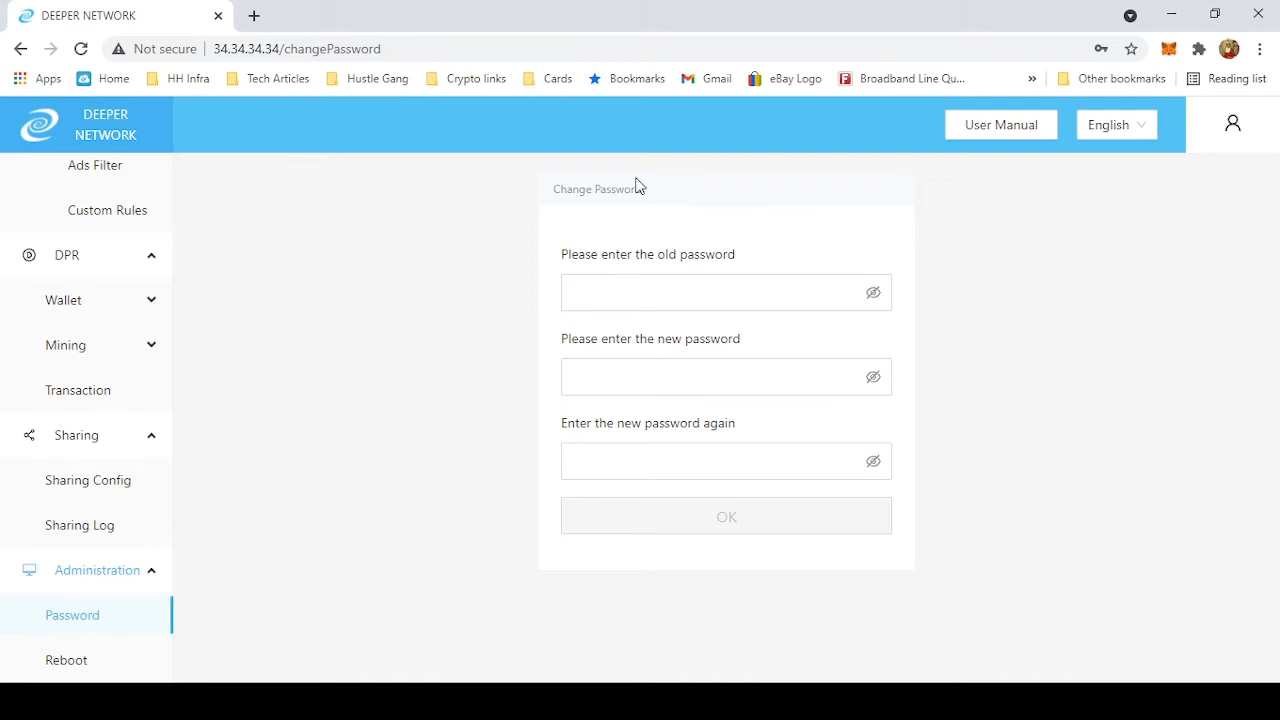 DEEPER NETWORK
Not secure
34.34.34.34/changePassword
Apps
Home
HH Infra
Tech Articles
Hustle Gang
Crypto links
Cards
Bookmarks
Gmail
eBay Logo
Broadband Line Qu...
»
Other bookmarks
Reading list
DEEPER
NETWORK
User Manual
English
Ads Filter
Custom Rules
DPR
Wallet
Mining
Transaction
Sharing
Sharing Config
Sharing Log
Administration
Password
Reboot
Change Password
Please enter the old password
Please enter the new password
Enter the new password again
OK